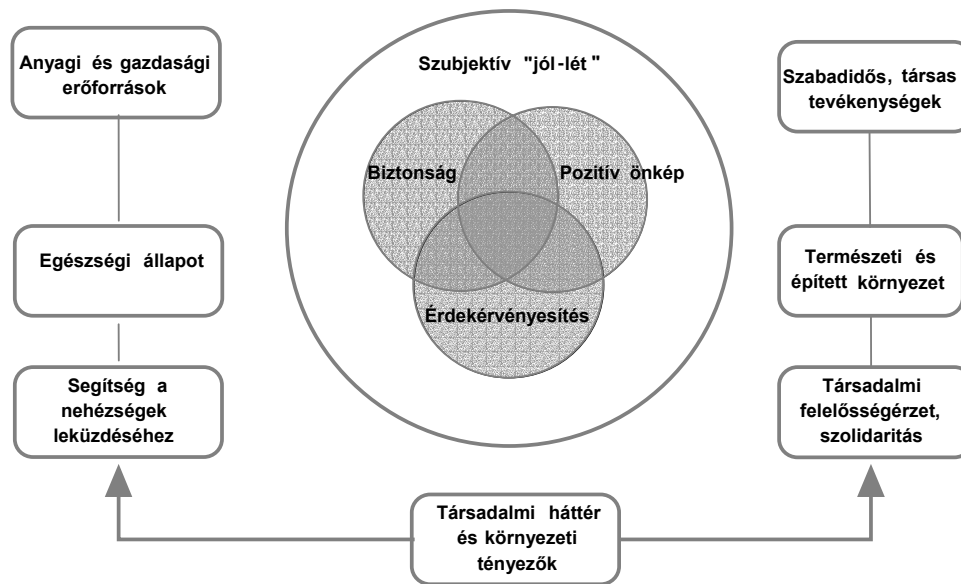 Anyagi és gazdasági
erőforrások
Szubjektív "jól-lét"
Szabadidős, társas
tevékenységek
Biztonság
Pozitív önkép
Egészségi állapot
Természeti és
épített környezet
Érdekérvényesítés
Segítség a
nehézségek
leküzdéséhez
Társadalmi
felelősségérzet,
szolidaritás
Társadalmi háttér
és környezeti
tényezők